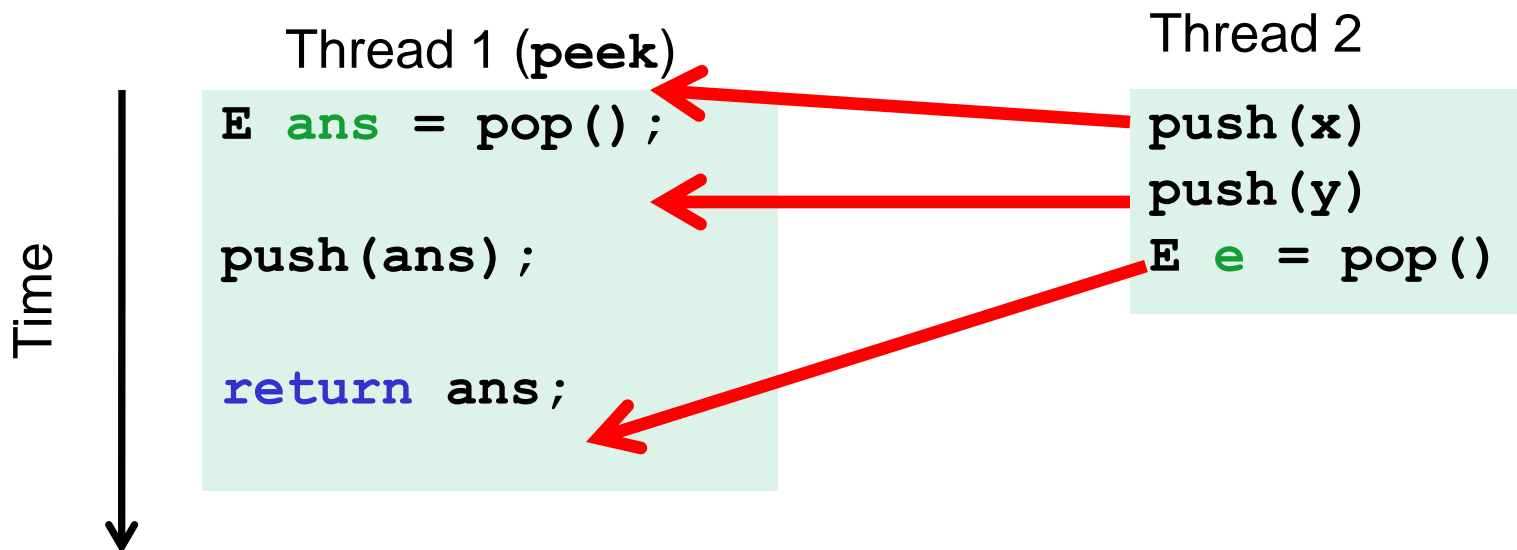 Thread 1 (peek)
E ans = pop();
push(ans);
return ans;
Thread 2
push(x)
push(y)
E e = pop()
Time